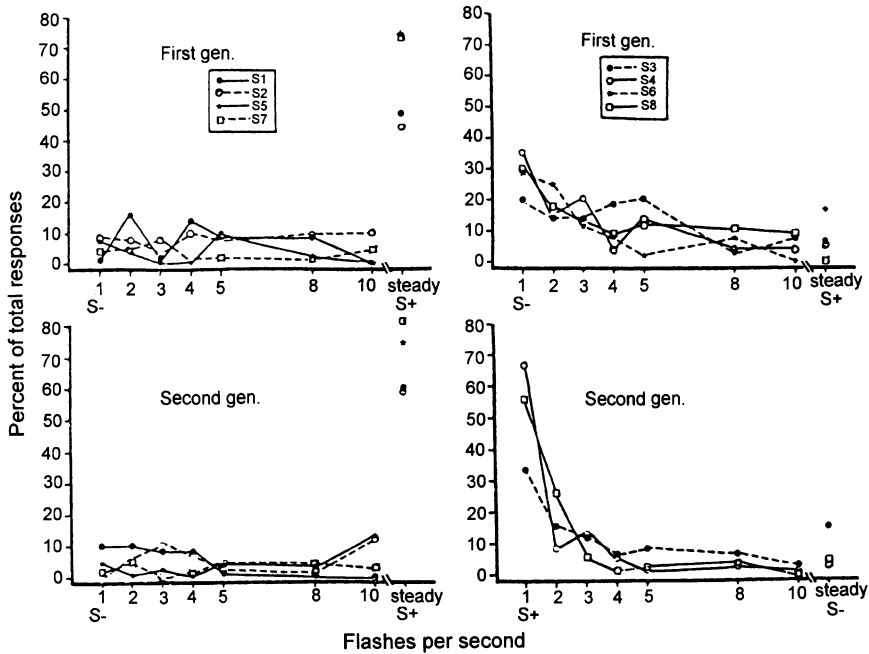 80
70
60
50
40
30
20
10
0
First gen.
S1
S2
S5
S7
1 2 3 4 5 8 10 steady
S- S+
80
70
60
50
40
30
20
10
0
First gen.
S3
S4
S6
S8
1 2 3 4 5 8 10 steady
S- S+
Percent of total responses
80
70
60
50
40
30
20
10
0
Second gen.
1 2 3 4 5 8 10 steady
S- S+
80
70
60
50
40
30
20
10
0
Second gen.
1 2 3 4 5 8 10 steady
S+ S-
Flashes per second